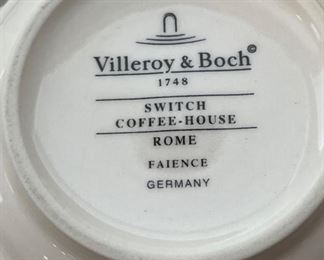 Villeroy & Boch©
1748
SWITCH
COFFEE-HOUSE
ROME
FAIENCE
GERMANY